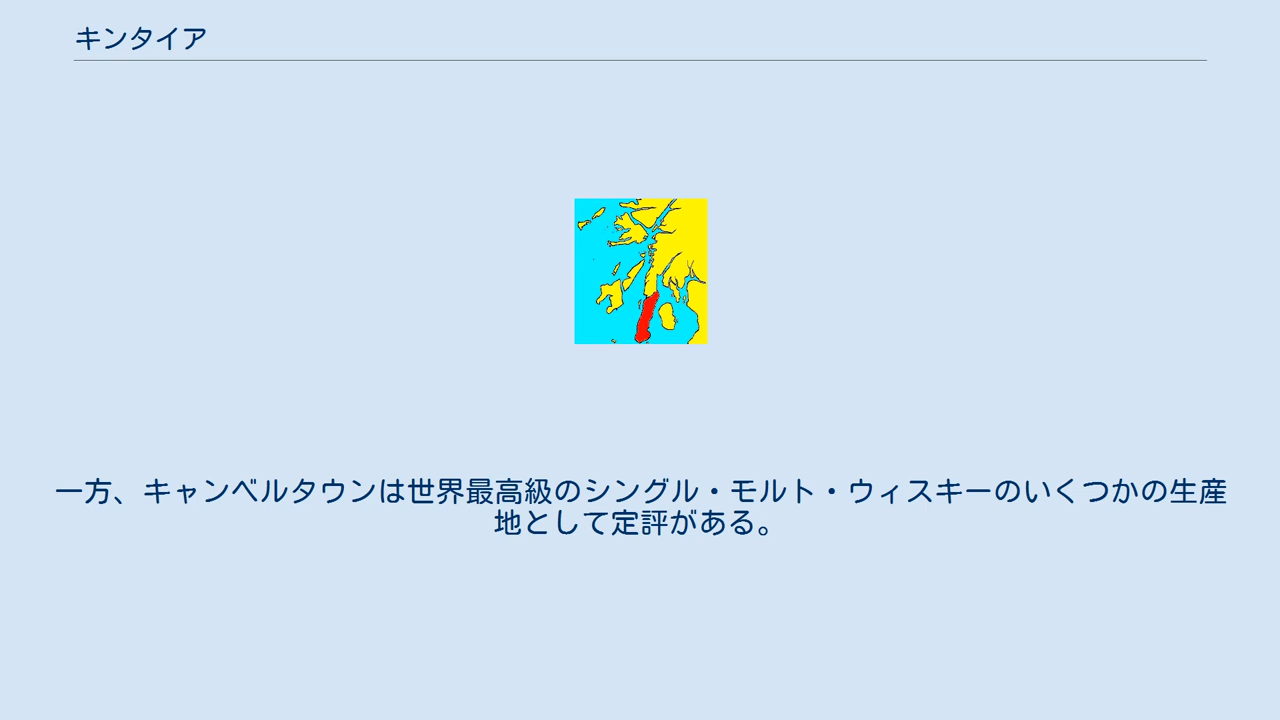 キンタイア
一方、キャンベルタウンは世界最高級のシングル・モルト・ウィスキーのいくつかの生産
地として定評がある。